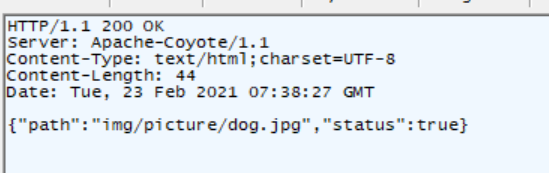 HTTP/1.1 200 OK
Server: Apache-Coyote/1.1
Content-Type: text/html;charset=UTF-8
Content-Length: 44
Date: Tue, 23 Feb 2021 07:38:27 GMT

{"path":"img/picture/dog.jpg","status":true}